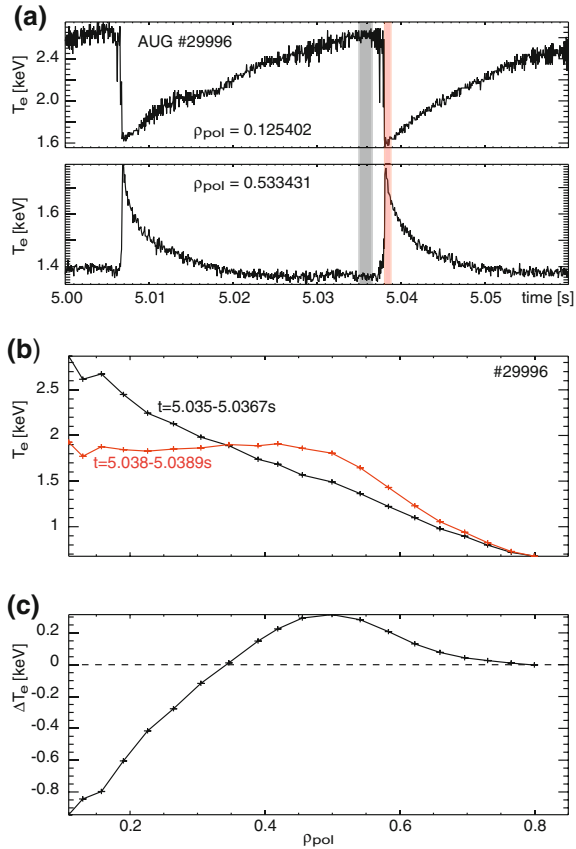 (a)
AUG #29996
2.4
2.0
1.6
Te [keV]
ρpol = 0.125402
ρpol = 0.533431
1.6
1.4
Te [keV]
5.00 5.01 5.02 5.03 5.04 5.05 time [s]
(b)
#29996
2.5
2
1.5
1
Te [keV]
t=5.035-5.0367s
t=5.038-5.0389s
(c)
0.2
0
-0.2
-0.4
-0.6
-0.8
ΔTe [keV]
0.2 0.4 0.6 0.8
ρpol